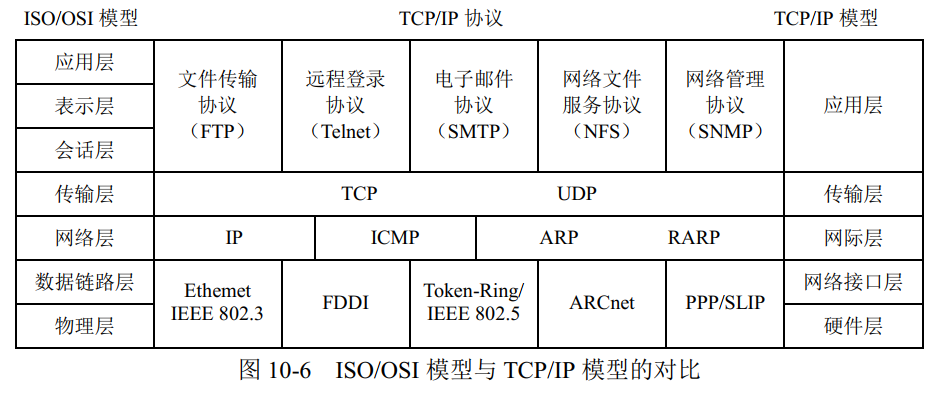 ISO/OSI 模型 TCP/IP 协议 TCP/IP 模型
应用层
表示层
会话层
文件传输
协议
（FTP）
远程登录
协议
（Telnet）
电子邮件
协议
（SMTP）
网络文件
服务协议
（NFS）
网络管理
协议
（SNMP）
应用层
传输层 TCP UDP 传输层
网络层 IP ICMP ARP RARP 网际层
数据链路层
物理层
Ethemet
IEEE 802.3
FDDI
Token-Ring/
IEEE 802.5
ARCnet
PPP/SLIP
网络接口层
硬件层
图 10-6 ISO/OSI 模型与 TCP/IP 模型的对比